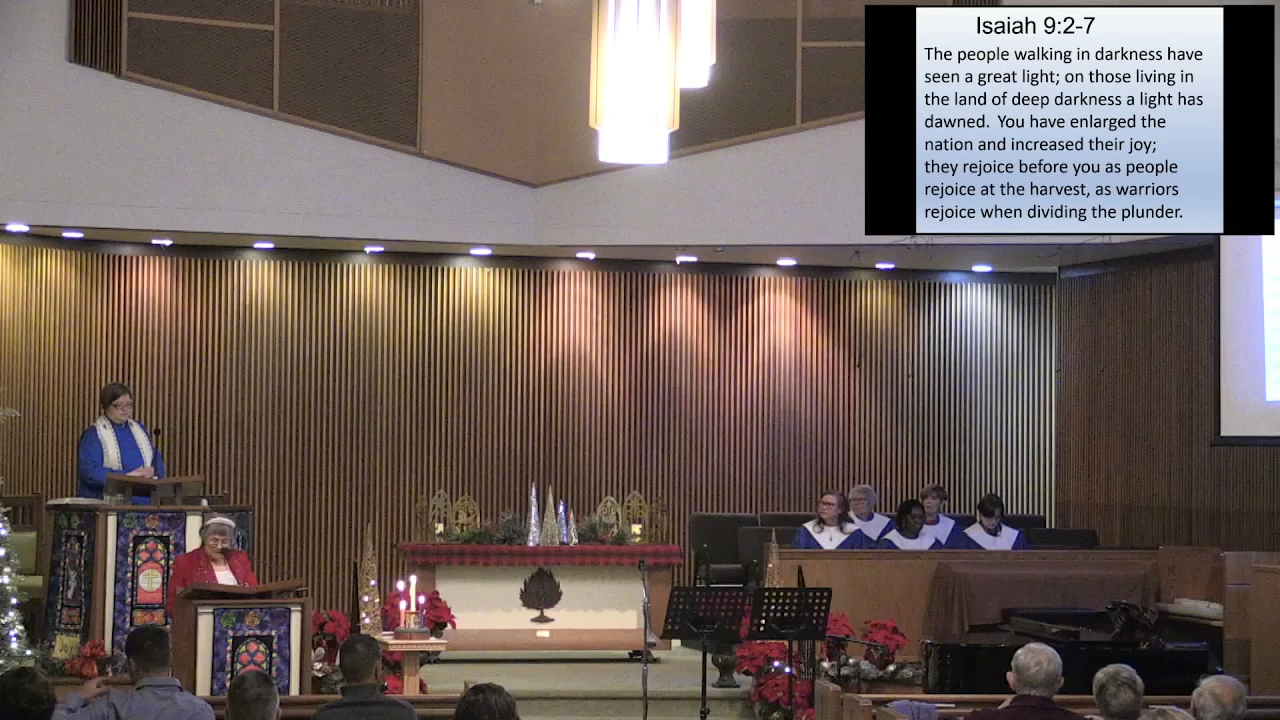 Isaiah 9:2-7
The people walking in darkness have
seen a great light; on those living in
the land of deep darkness a light has
dawned.  You have enlarged the
nation and increased their joy;
they rejoice before you as people
rejoice at the harvest, as warriors
rejoice when dividing the plunder.
Joy